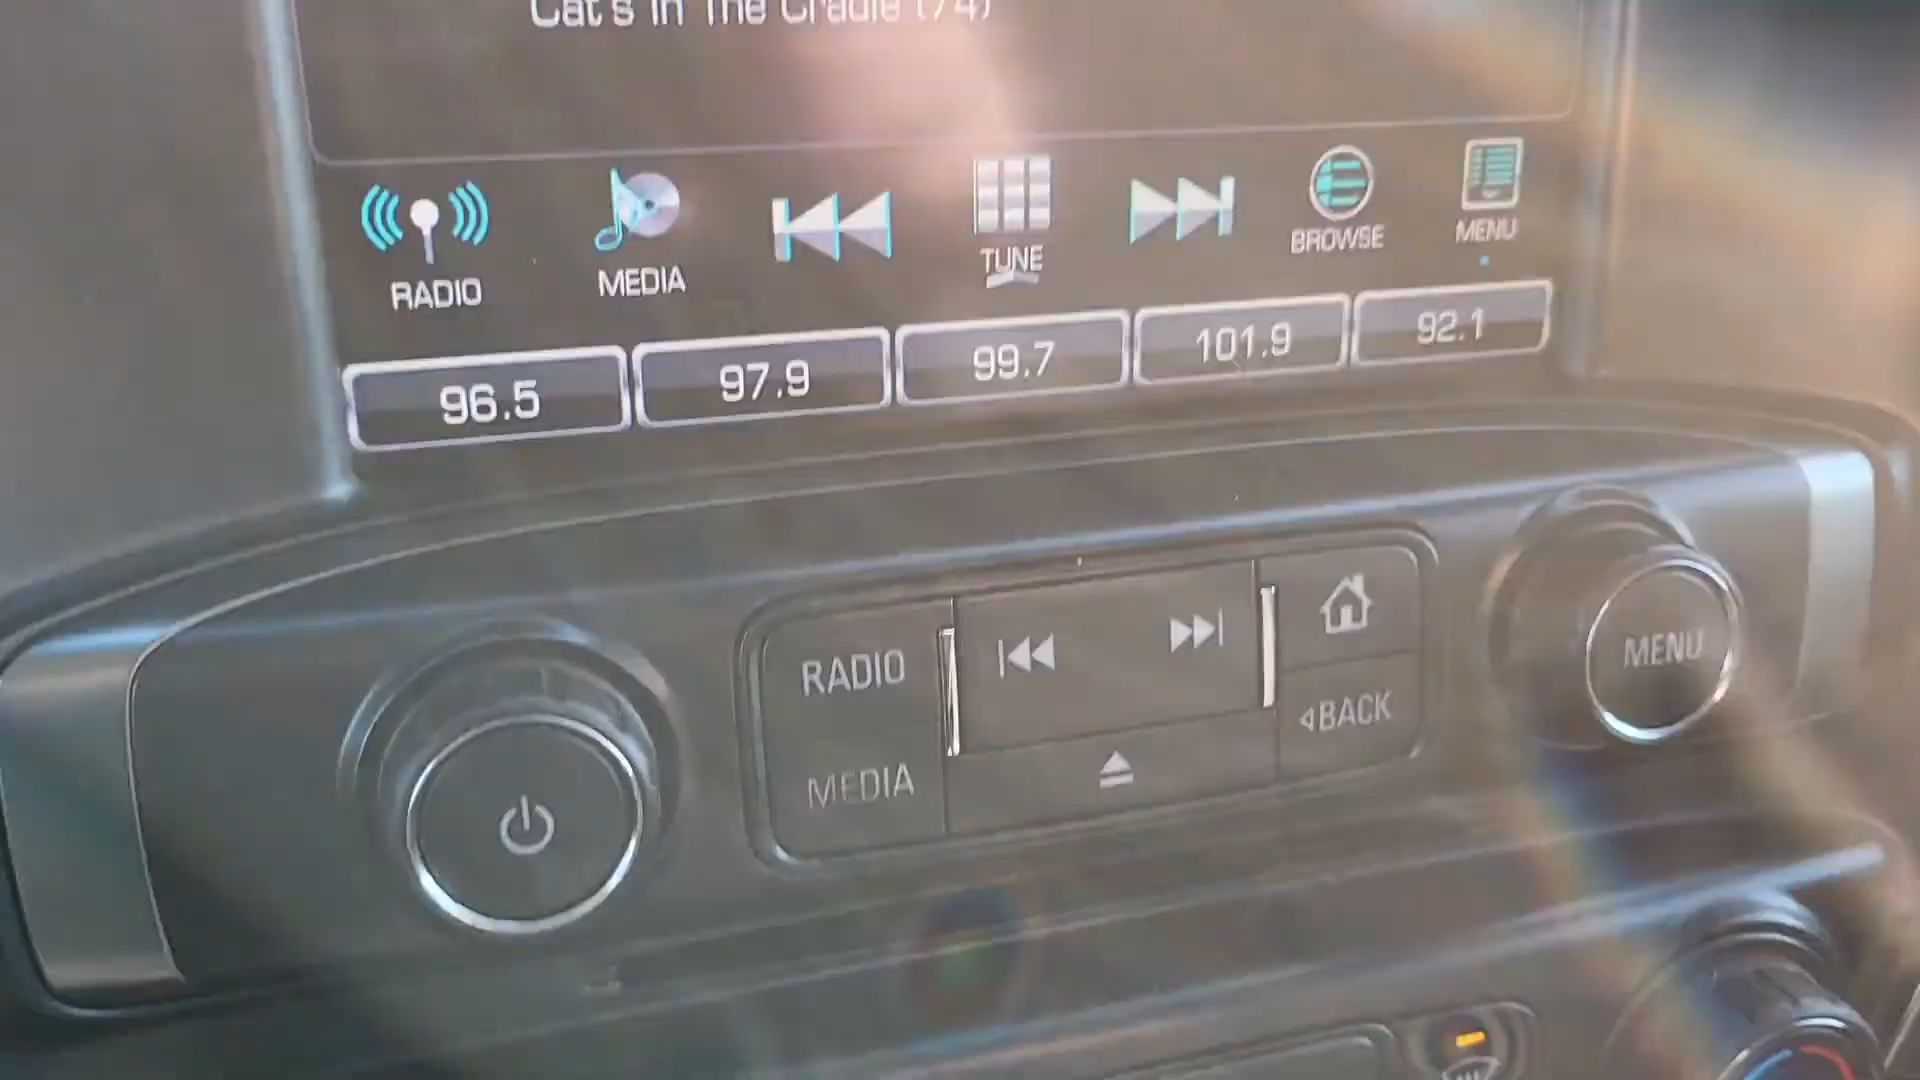 Cat's In The Cradle (74)
RADIO
MEDIA
TUNE
BROWSE
MENU
96.5
97.9
99.7
101.9
92.1
RADIO
MEDIA
BACK
MENU